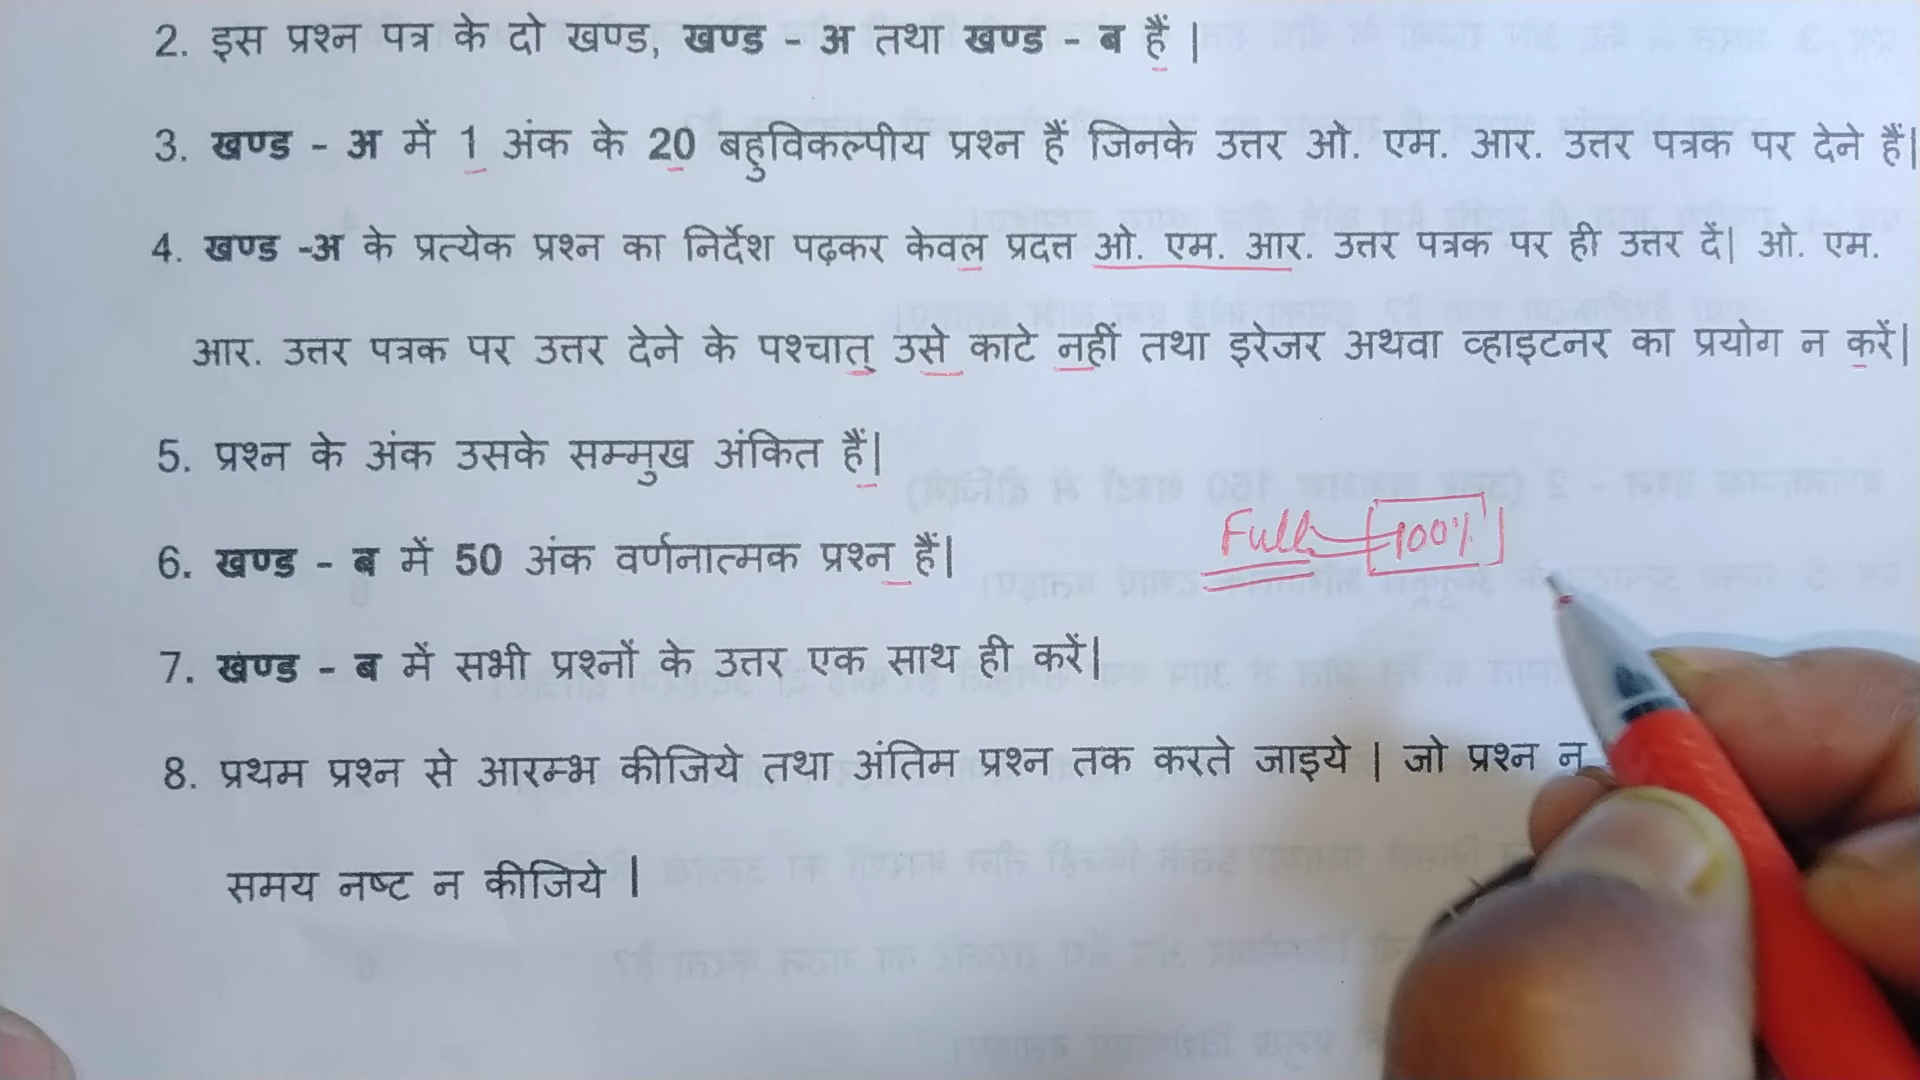 2. इस प्रश्न पत्र के दो खण्ड, खण्ड - अ तथा खण्ड - ब हैं |
3. खण्ड - अ में 1 अंक के 20 बहुविकल्पीय प्रश्न हैं जिनके उत्तर ओ. एम. आर. उत्तर पत्रक पर देने हैं|
4. खण्ड -अ के प्रत्येक प्रश्न का निर्देश पढ़कर केवल प्रदत्त ओ. एम. आर. उत्तर पत्रक पर ही उत्तर दें| ओ. एम.
आर. उत्तर पत्रक पर उत्तर देने के पश्चात् उसे काटे नहीं तथा इरेजर अथवा व्हाइटनर का प्रयोग न करें|
5. प्रश्न के अंक उसके सम्मुख अंकित हैं|
Full 100%
6. खण्ड - ब में 50 अंक वर्णनात्मक प्रश्न हैं|
7. खण्ड - ब में सभी प्रश्नों के उत्तर एक साथ ही करें|
8. प्रथम प्रश्न से आरम्भ कीजिये तथा अंतिम प्रश्न तक करते जाइये | जो प्रश्न न
समय नष्ट न कीजिये |